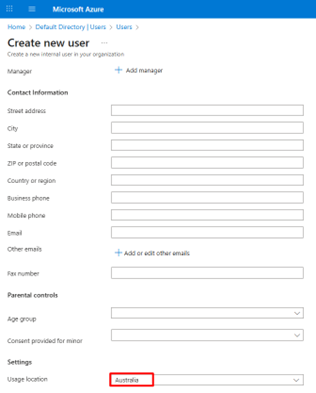 Microsoft Azure
Home > Default Directory | Users > Users >
Create new user ...
Create a new internal user in your organization
Manager
+ Add manager
Contact Information
Street address
City
State or province
ZIP or postal code
Country or region
Business phone
Mobile phone
Email
Other emails
+ Add or edit other emails
Fax number
Parental controls
Age group
Consent provided for minor
Settings
Usage location
Australia